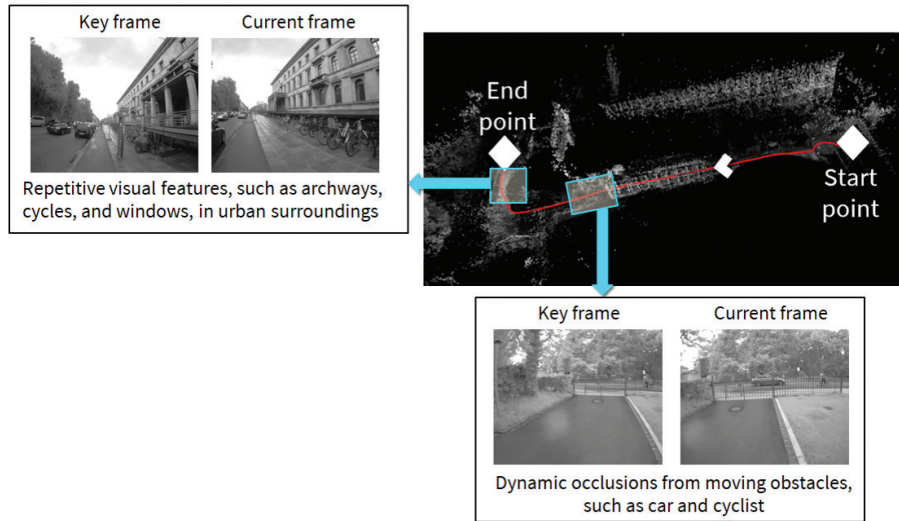 Key frame
Current frame
Repetitive visual features, such as archways,
cycles, and windows, in urban surroundings
End
point
Start
point
Key frame
Current frame
Dynamic occlusions from moving obstacles,
such as car and cyclist